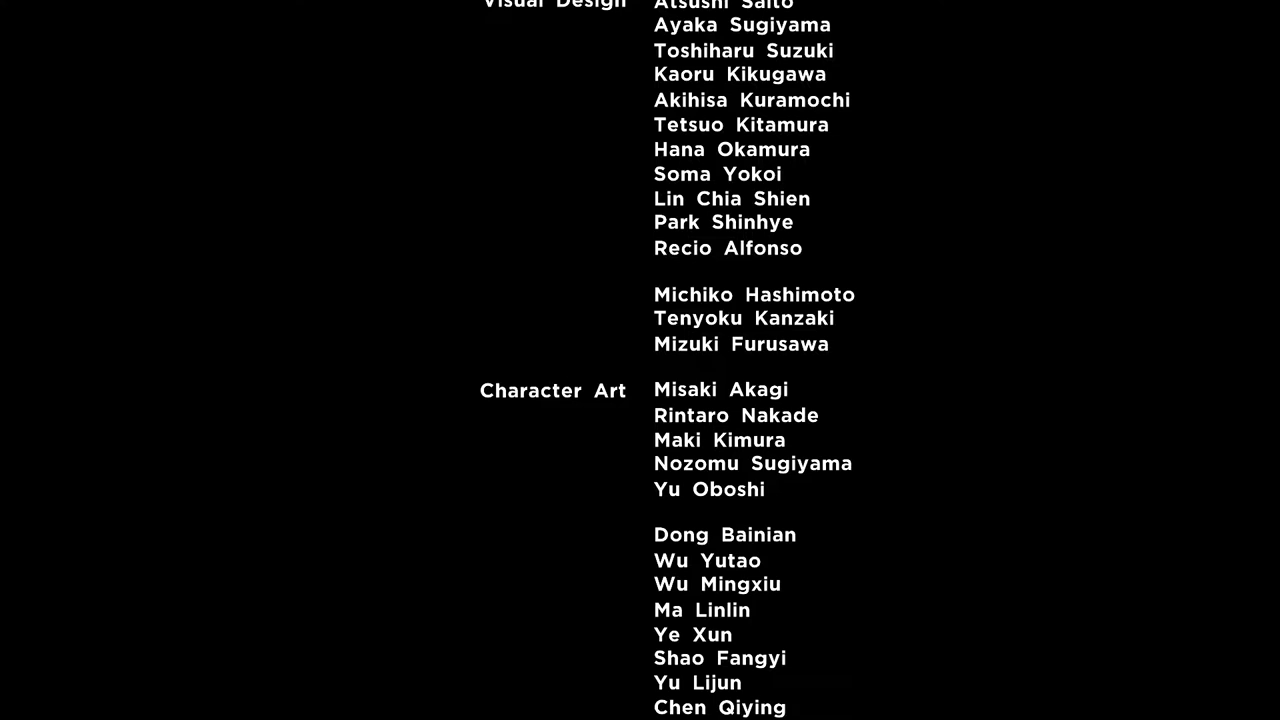 Visual Design Atsushi Saito
Ayaka Sugiyama
Toshiharu Suzuki
Kaoru Kikugawa
Akihisa Kuramochi
Tetsuo Kitamura
Hana Okamura
Soma Yokoi
Lin Chia Shien
Park Shinhye
Recio Alfonso
Michiko Hashimoto
Tenyoku Kanzaki
Mizuki Furusawa
Character Art Misaki Akagi
Rintaro Nakade
Maki Kimura
Nozomu Sugiyama
Yu Oboshi
Dong Bainian
Wu Yutao
Wu Mingxiu
Ma Linlin
Ye Xun
Shao Fangyi
Yu Lijun
Chen Qiying